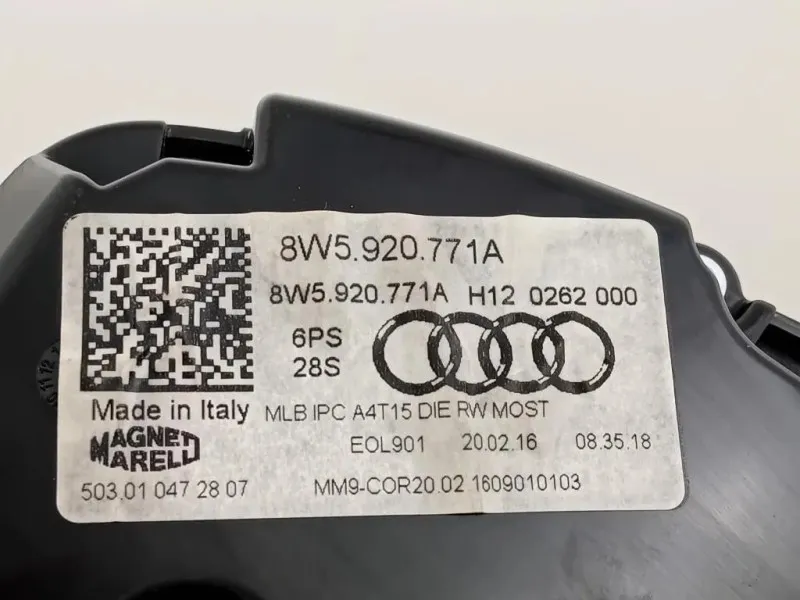 8W5.920.771A
8W5.920.771A H12 0262 000
6PS
28S
Made in Italy
MLB IPC A4T15 DIE RW MOST
MAGNETI
MARELLI
EOL901 20.02.16 08.35.18
503.01 047 28 07
MM9-COR20.02 1609010103